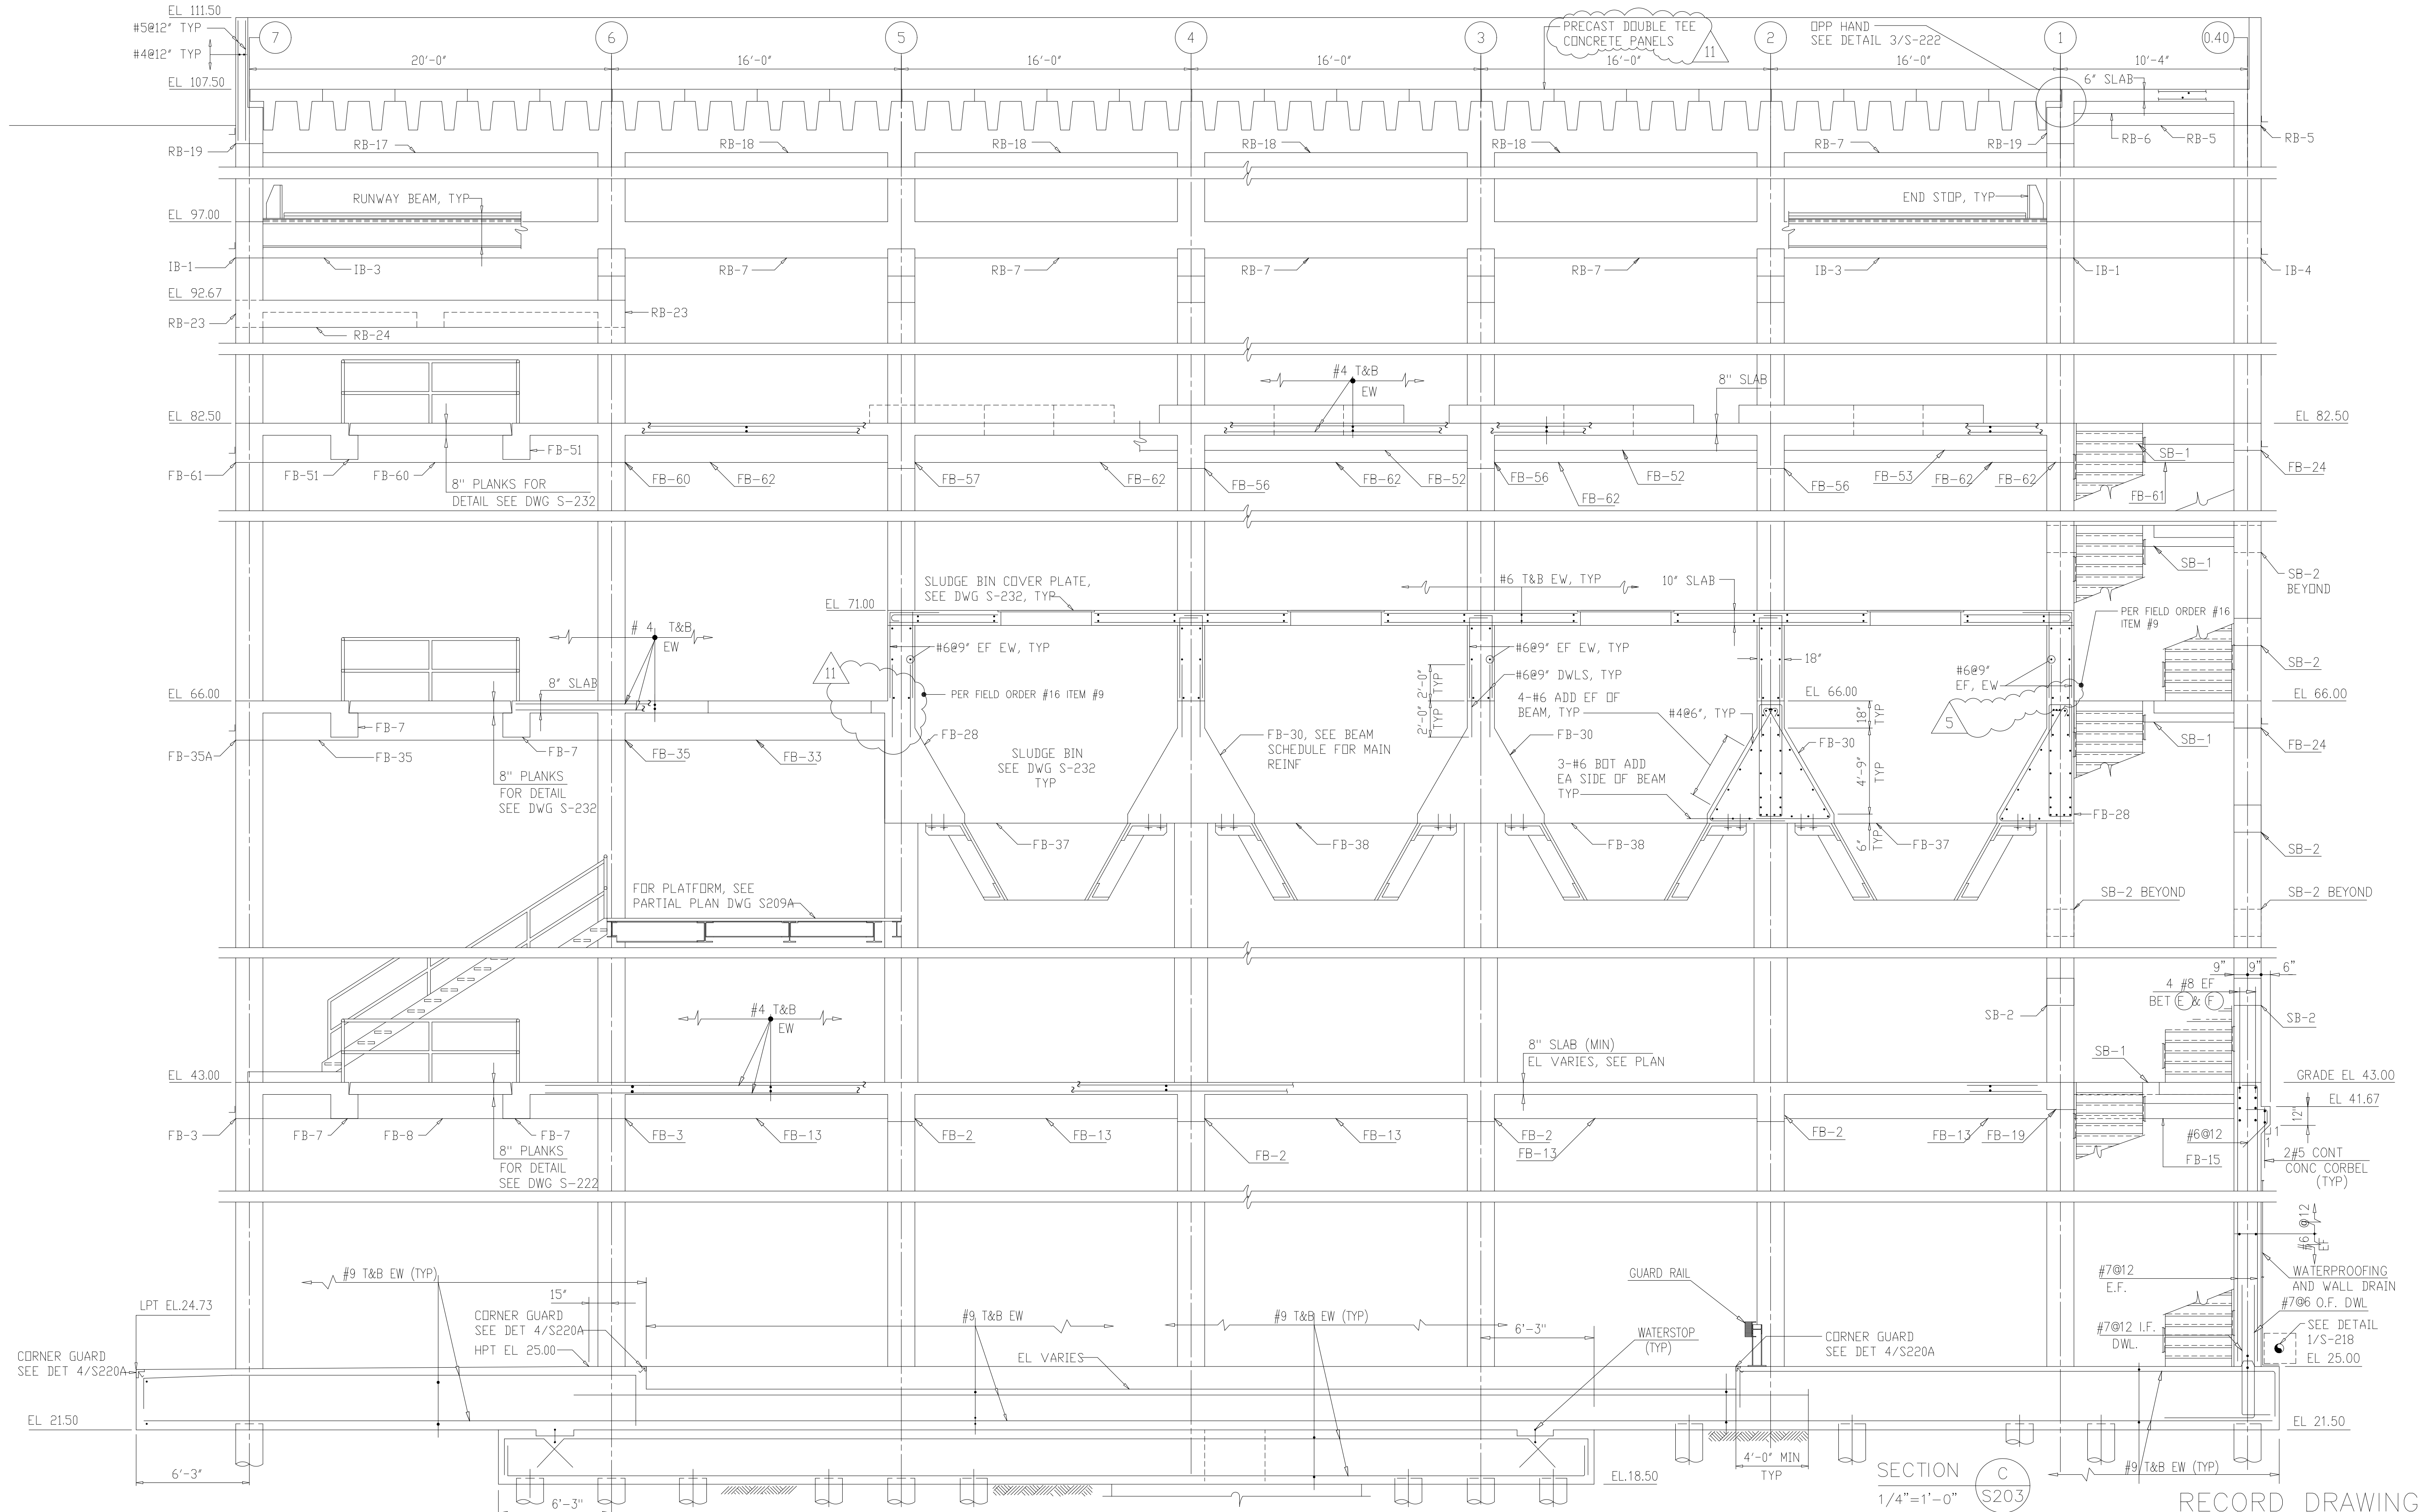 EL 111.50
#5@12" TYP
#4@12" TYP
7
6
5
4
3
2
1
0.40
PRECAST DOUBLE TEE
CONCRETE PANELS
11
OPP HAND
SEE DETAIL 3/S-222
20'-0"
16'-0"
16'-0"
16'-0"
16'-0"
16'-0"
10'-4"
EL 107.50
6" SLAB
RB-19
RB-17
RB-18
RB-18
RB-18
RB-18
RB-7
RB-19
RB-6
RB-5
RB-5
RUNWAY BEAM, TYP
END STOP, TYP
EL 97.00
IB-1
IB-3
RB-7
RB-7
RB-7
RB-7
IB-3
IB-1
IB-4
EL 92.67
RB-23
RB-23
RB-24
#4 T&B
EW
8" SLAB
EL 82.50
EL 82.50
FB-61
FB-51
FB-60
FB-51
8" PLANKS FOR
DETAIL SEE DWG S-232
FB-60
FB-62
FB-57
FB-62
FB-56
FB-62
FB-52
FB-56
FB-62
FB-52
FB-56
FB-53
FB-62
FB-62
SB-1
FB-61
FB-24
SB-1
SB-2
BEYOND
SLUDGE BIN COVER PLATE,
SEE DWG S-232, TYP
#6 T&B EW, TYP
10" SLAB
EL 71.00
PER FIELD ORDER #16
ITEM #9
# 4 T&B
EW
#6@9" EF EW, TYP
11
PER FIELD ORDER #16 ITEM #9
2'-0"
TYP
2'-0"
TYP
#6@9" EF EW, TYP
#6@9" DWLS, TYP
4-#6 ADD EF OF
BEAM, TYP
#4@6", TYP
18"
#6@9"
EF, EW
SB-2
EL 66.00
8" SLAB
EL 66.00
EL 66.00
18"
TYP
5
FB-35A
FB-35
FB-7
FB-7
FB-35
FB-33
FB-28
SLUDGE BIN
SEE DWG S-232
TYP
FB-30, SEE BEAM
SCHEDULE FOR MAIN
REINF
FB-30
3-#6 BOT ADD
EA SIDE OF BEAM
TYP
FB-30
4'-9"
TYP
SB-1
FB-24
8" PLANKS
FOR DETAIL
SEE DWG S-232
FB-28
FB-37
FB-38
FB-38
6"
TYP
FB-37
SB-2
FOR PLATFORM, SEE
PARTIAL PLAN DWG S209A
SB-2 BEYOND
SB-2 BEYOND
9"
9"
6"
4 #8 EF
BET E & F
#4 T&B
EW
SB-2
SB-2
8" SLAB (MIN)
EL VARIES, SEE PLAN
SB-1
EL 43.00
GRADE EL 43.00
EL 41.67
12"
FB-3
FB-7
FB-8
FB-7
8" PLANKS
FOR DETAIL
SEE DWG S-222
FB-3
FB-13
FB-2
FB-13
FB-2
FB-13
FB-2
FB-13
FB-2
FB-13
FB-19
#6@12
1
1
FB-15
2#5 CONT
CONC CORBEL
(TYP)
#6 @12
EF
#9 T&B EW (TYP)
GUARD RAIL
#7@12
E.F.
WATERPROOFING
AND WALL DRAIN
LPT EL.24.73
15"
CORNER GUARD
SEE DET 4/S220A
HPT EL 25.00
#9 T&B EW
#9 T&B EW (TYP)
6'-3"
WATERSTOP
(TYP)
CORNER GUARD
SEE DET 4/S220A
#7@6 O.F. DWL
#7@12 I.F.
DWL.
SEE DETAIL
1/S-218
EL 25.00
CORNER GUARD
SEE DET 4/S220A
EL VARIES
EL 21.50
EL 21.50
6'-3"
6'-3"
EL.18.50
4'-0" MIN
TYP
SECTION
C
S203
1/4"=1'-0"
#9 T&B EW (TYP)
RECORD DRAWING